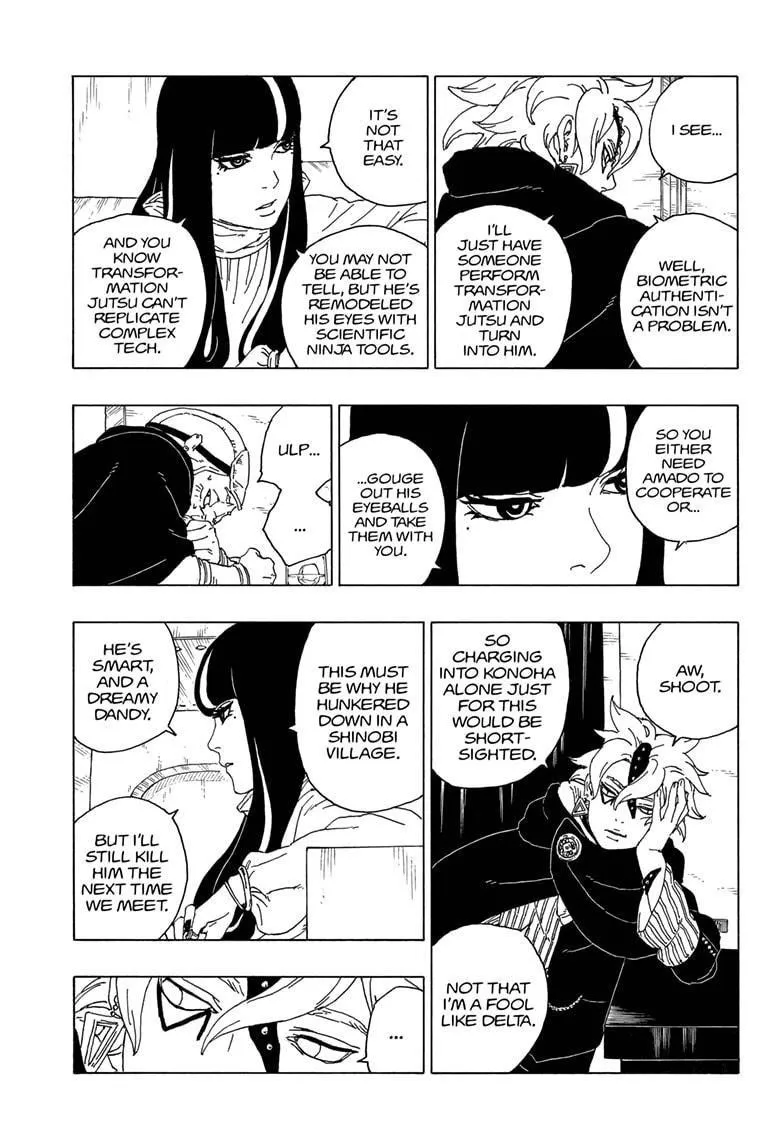 I SEE...
WELL,
BIOMETRIC
AUTHENTI-
CATION ISN'T
A PROBLEM.
I'LL
JUST HAVE
SOMEONE
PERFORM
TRANSFOR-
MATION
JUTSU AND
TURN
INTO HIM.
IT'S
NOT
THAT
EASY.
YOU MAY NOT
BE ABLE TO
TELL, BUT HE'S
REMODELED
HIS EYES WITH
SCIENTIFIC
NINJA TOOLS.
AND YOU
KNOW
TRANSFOR-
MATION
JUTSU CAN'T
REPLICATE
COMPLEX
TECH.
SO YOU
EITHER
NEED
AMADO TO
COOPERATE
OR...
...GOUGE
OUT HIS
EYEBALLS
AND TAKE
THEM WITH
YOU.
ULP...
...
AW,
SHOOT.
SO
CHARGING
INTO KONOHA
ALONE JUST
FOR THIS
WOULD BE
SHORT-
SIGHTED.
NOT THAT
I'M A FOOL
LIKE DELTA.
THIS MUST
BE WHY HE
HUNKERED
DOWN IN A
SHINOBI
VILLAGE.
HE'S
SMART,
AND A
DREAMY
DANDY.
BUT I'LL
STILL KILL
HIM THE
NEXT TIME
WE MEET.
...